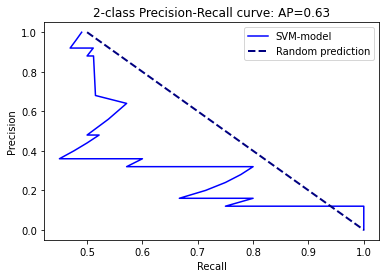 2-class Precision-Recall curve: AP=0.63
SVM-model
Random prediction
Precision
1.0
0.8
0.6
0.4
0.2
0.0
0.5
0.6
0.7
0.8
0.9
1.0
Recall